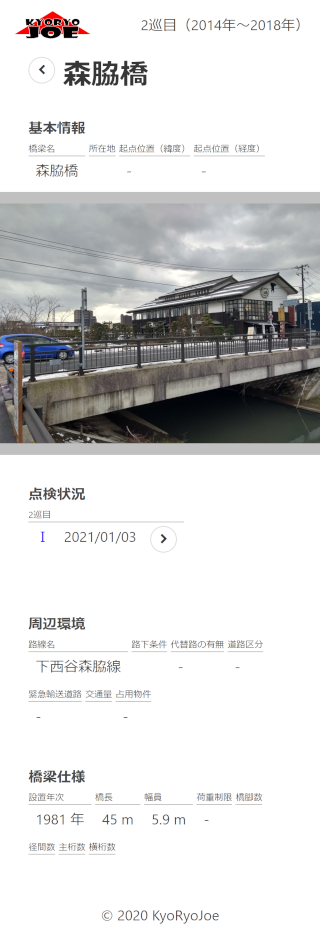 KYORYO
JOE
2巡目（2014年～2018年）
森脇橋
基本情報
橋梁名 所在地 起点位置（緯度） 起点位置（経度）
森脇橋 - -
点検状況
2巡目
I 2021/01/03
周辺環境
路線名 路下条件 代替路の有無 道路区分
下西谷森脇線 - -
緊急輸送道路 交通量 占用物件
- -
橋梁仕様
設置年次 橋長 幅員 荷重制限 橋脚数
1981 年 45 m 5.9 m -
径間数 主桁数 横桁数
© 2020 KyoRyoJoe